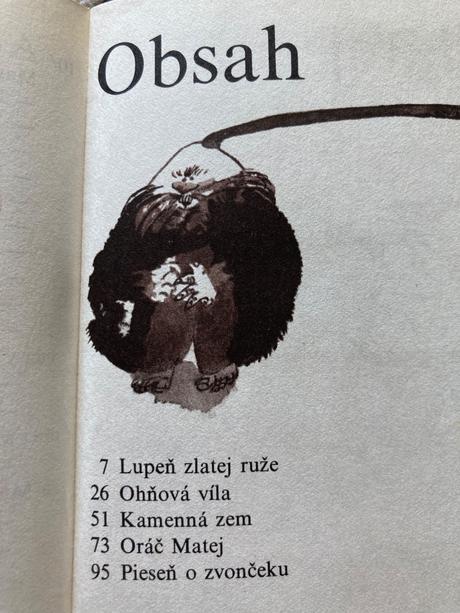 Obsah
7 Lupeň zlatej ruže
26 Ohňová víla
51 Kamenná zem
73 Oráč Matej
95 Pieseň o zvončeku